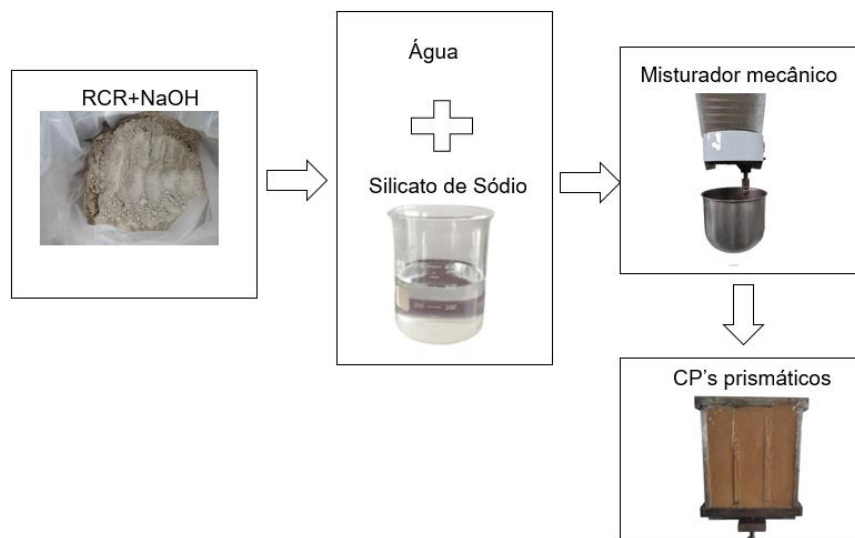 RCR+NaOH
Água
Silicato de Sódio
Misturador mecânico
CP's prismáticos